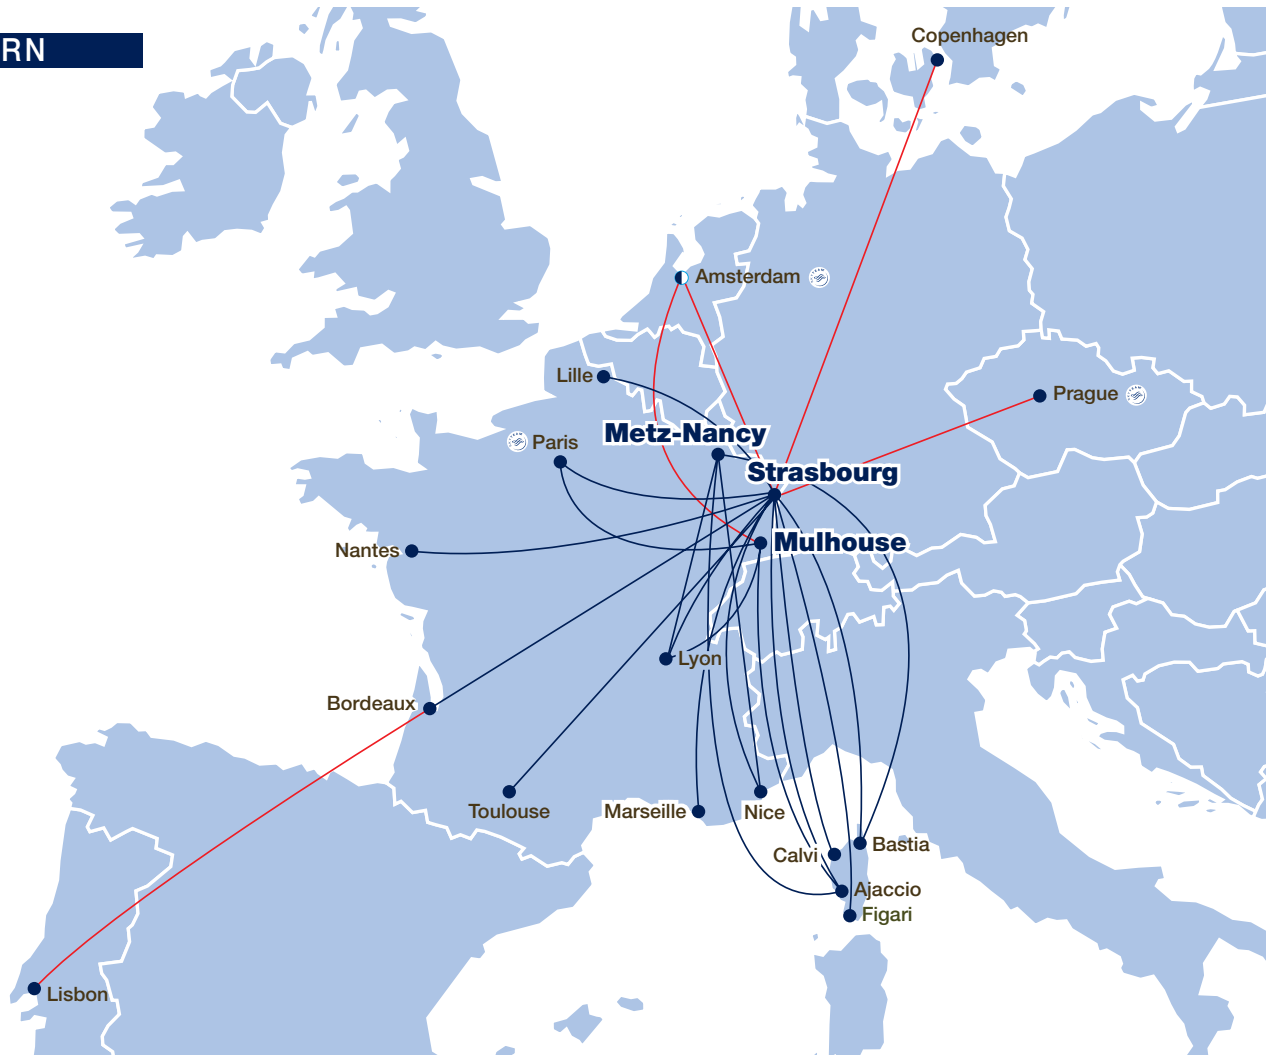 RN
Copenhagen
Amsterdam
Lille
Prague
Metz-Nancy
Paris
Strasbourg
Nantes
Mulhouse
Lyon
Bordeaux
Toulouse
Marseille
Nice
Calvi
Bastia
Ajaccio
Figari
Lisbon